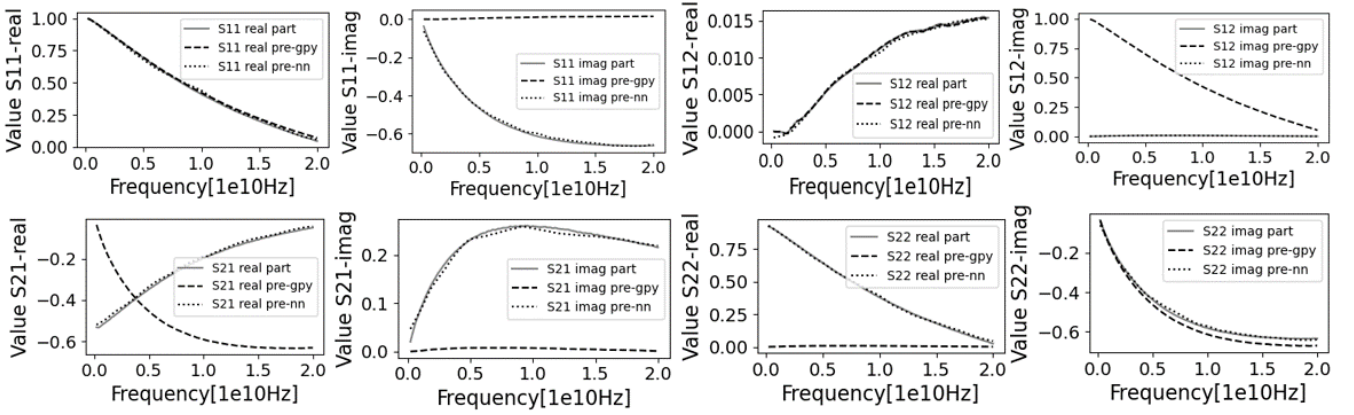 Value S11-real
1.00
0.75
0.50
0.25
0.00
S11 real part
S11 real pre-gpy
S11 real pre-nn
0.0 0.5 1.0 1.5 2.0
Frequency[1e10Hz]
Value S11-imag
0.0
−0.2
−0.4
−0.6
S11 imag part
S11 imag pre-gpy
S11 imag pre-nn
0.0 0.5 1.0 1.5 2.0
Frequency[1e10Hz]
Value S12-real
0.015
0.010
0.005
0.000
S12 real part
S12 real pre-gpy
S12 real pre-nn
0.0 0.5 1.0 1.5 2.0
Frequency[1e10Hz]
Value S12-imag
1.00
0.75
0.50
0.25
0.00
S12 imag part
S12 imag pre-gpy
S12 imag pre-nn
0.0 0.5 1.0 1.5 2.0
Frequency[1e10Hz]
Value S21-real
−0.2
−0.4
−0.6
S21 real part
S21 real pre-gpy
S21 real pre-nn
0.0 0.5 1.0 1.5 2.0
Frequency[1e10Hz]
Value S21-imag
0.2
0.1
0.0
S21 imag part
S21 imag pre-gpy
S21 imag pre-nn
0.0 0.5 1.0 1.5 2.0
Frequency[1e10Hz]
Value S22-real
0.75
0.50
0.25
0.00
S22 real part
S22 real pre-gpy
S22 real pre-nn
0.0 0.5 1.0 1.5 2.0
Frequency[1e10Hz]
Value S22-imag
−0.2
−0.4
−0.6
S22 imag part
S22 imag pre-gpy
S22 imag pre-nn
0.0 0.5 1.0 1.5 2.0
Frequency[1e10Hz]